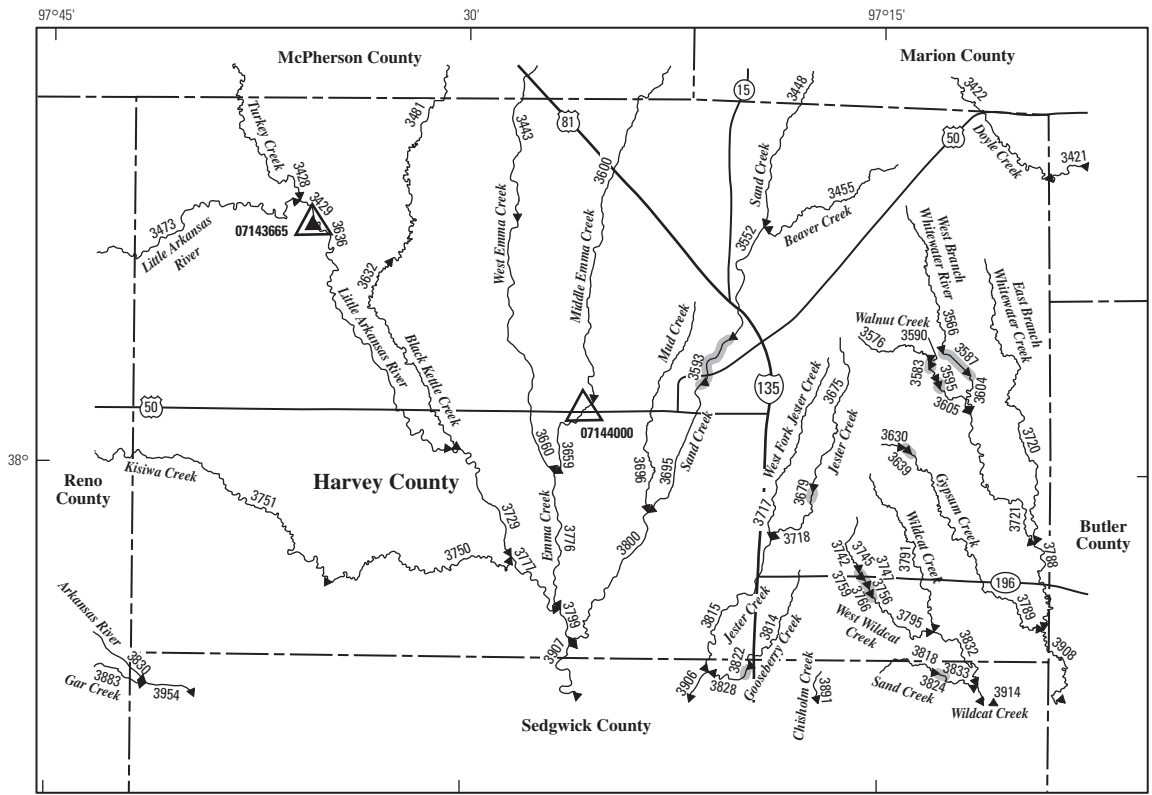 97°45'
30'
97°15'
McPherson County
Marion County
15
3448
3422
81
50
3443
3481
Turkey Creek
Doyle Creek
3421
3428
3429
3636
07143665
3473
Little Arkansas
River
3600
Sand Creek
3455
Beaver Creek
3552
West Emma Creek
Middle Emma Creek
3632
Little Arkansas River
Black Kettle Creek
Mud Creek
3593
West Branch
Whitewater River
East Branch
Whitewater Creek
Walnut Creek
3576
3590
3566
3587
3583
3595
3604
3605
135
West Fork Jester Creek
3675
Jester Creek
50
07144000
3660
3659
3696
3695
Sand Creek
3630
3639
3720
38°
Reno
County
Kisiwa Creek
Harvey County
3751
3679
Gypsum Creek
3721
Butler
County
3729
Emma Creek
3776
3800
3717
3718
3750
3771
3742
3745
3747
3756
3759
3766
Wildcat Creek
3791
3788
196
3789
Arkansas River
3799
3907
3815
Jester Creek
3814
Gooseberry Creek
West Wildcat
Creek
3795
3832
3908
3830
3883
Gar Creek
3954
3822
3906
3828
Chisholm Creek
3891
3818
3833
3824
Sand Creek
3914
Wildcat Creek
Sedgwick County